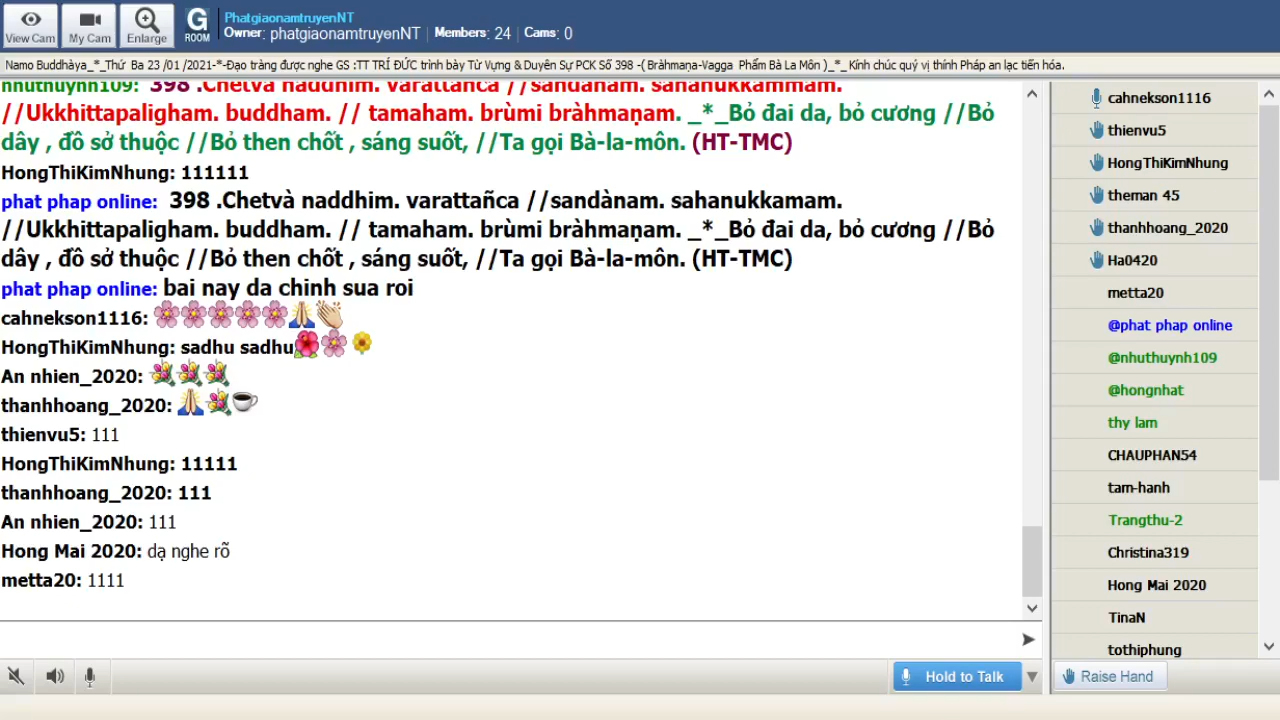 View Cam
My Cam
Enlarge
G
ROOM
PhatgiaonamtruyenNT
Owner: phatgiaonamtruyenNT | Members: 24 | Cams: 0
Namo Buddhàya_*_Thứ Ba 23 /01 /2021-*-Đạo tràng được nghe GS :TT TRÍ ĐỨC trình bày Từ Vựng & Duyên Sự PCK Số 398 -( Bràhmaṇa-Vagga Phẩm Bà La Môn )_*_ Kính chúc quý vị thính Pháp an lạc tiến hóa.
nhuthuynh109: 398 .Chetvà naddhim. varattañca //sandànam. sahanukkamam.
//Ukkhittapaligham. buddham. // tamaham. brùmi bràhmaṇam. _*_Bỏ đai da, bỏ cương //Bỏ
dây , đồ sở thuộc //Bỏ then chốt , sáng suốt, //Ta gọi Bà-la-môn. (HT-TMC)
HongThiKimNhung: 111111
phat phap online: 398 .Chetvà naddhim. varattañca //sandànam. sahanukkamam.
//Ukkhittapaligham. buddham. // tamaham. brùmi bràhmaṇam. _*_Bỏ đai da, bỏ cương //Bỏ
dây , đồ sở thuộc //Bỏ then chốt , sáng suốt, //Ta gọi Bà-la-môn. (HT-TMC)
phat phap online: bai nay da chinh sua roi
cahnekson1116: 🌸🌸🌸🌸🌸🙏👏
HongThiKimNhung: sadhu sadhu🌺🌸🌼
An nhien_2020: 💐💐💐
thanhhoang_2020: 🙏💐☕
thienvu5: 111
HongThiKimNhung: 11111
thanhhoang_2020: 111
An nhien_2020: 111
Hong Mai 2020: dạ nghe rõ
metta20: 1111
cahnekson1116
thienvu5
HongThiKimNhung
theman 45
thanhhoang_2020
Ha0420
metta20
@phat phap online
@nhuthuynh109
@hongnhat
thy lam
CHAUPHAN54
tam-hanh
Trangthu-2
Christina319
Hong Mai 2020
TinaN
tothiphung
Hold to Talk
Raise Hand